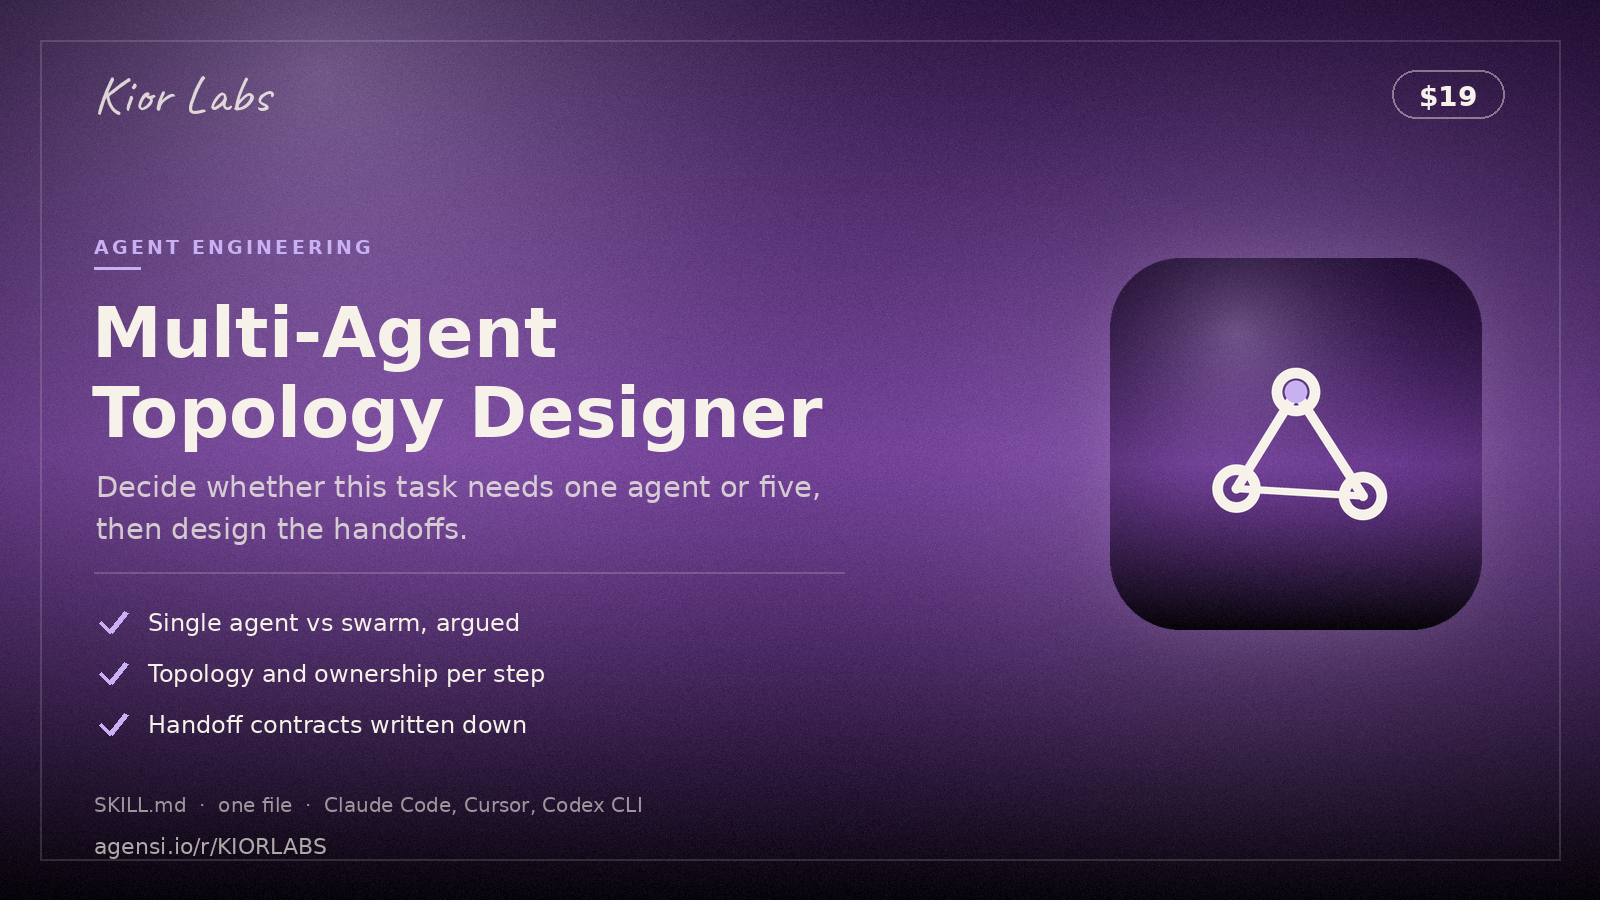 Kior Labs
$19
AGENT ENGINEERING
Multi-Agent
Topology Designer
Decide whether this task needs one agent or five,
then design the handoffs.
Single agent vs swarm, argued
Topology and ownership per step
Handoff contracts written down
SKILL.md · one file · Claude Code, Cursor, Codex CLI
agensi.io/r/KIORLABS